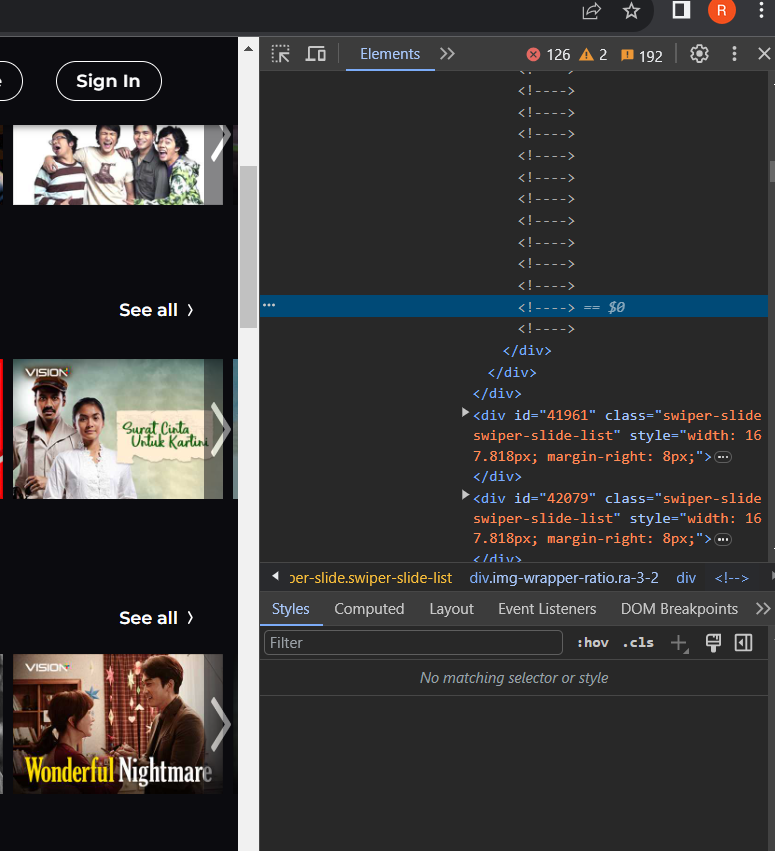 R
Sign In
Elements
126
2
192
<!---->
<!---->
<!---->
<!---->
<!---->
<!---->
<!---->
<!---->
<!---->
<!---->
<!----> == $0
<!---->
</div>
</div>
</div>
<div id="41961" class="swiper-slide
swiper-slide-list" style="width: 16
7.818px; margin-right: 8px;">
</div>
<div id="42079" class="swiper-slide
swiper-slide-list" style="width: 16
7.818px; margin-right: 8px;">
</div>
See all
VISION+
Surat Cinta
Untuk Kartini
See all
VISION+
Wonderful Nightmare
per-slide.swiper-slide-list div.img-wrapper-ratio.ra-3-2 div <!-->
Styles Computed Layout Event Listeners DOM Breakpoints
Filter :hov .cls
No matching selector or style